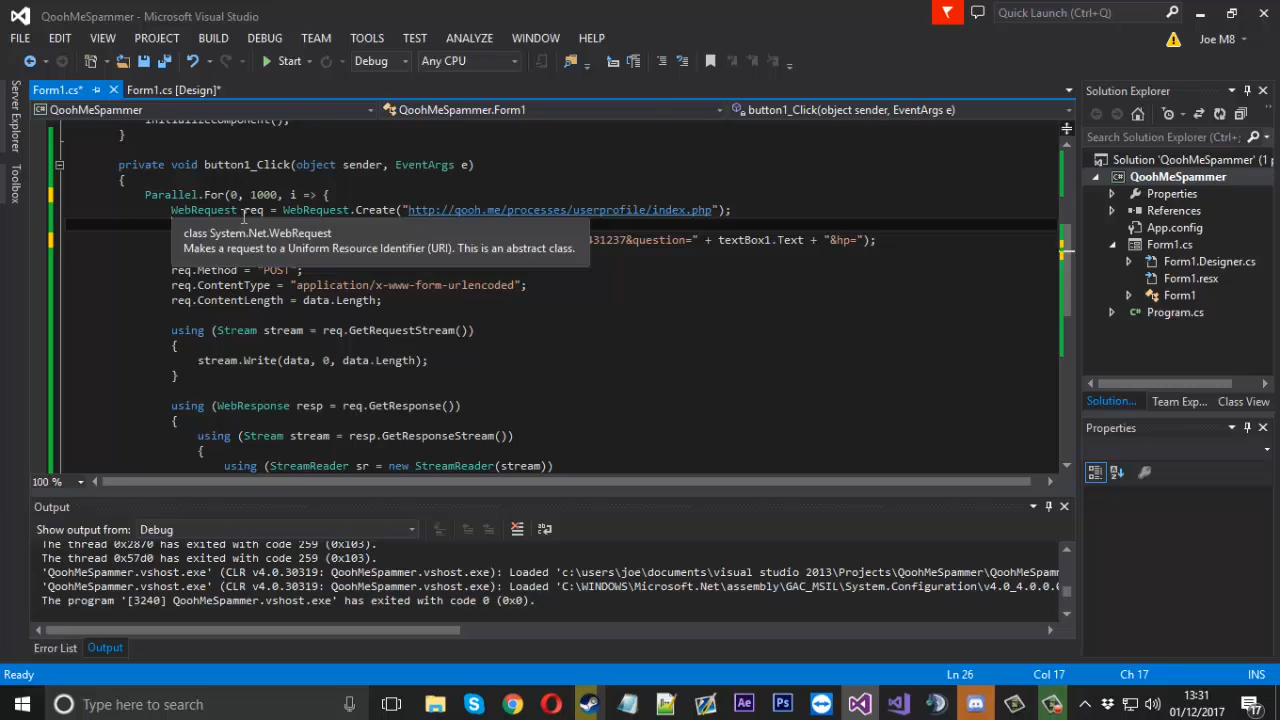 QoohMeSpammer - Microsoft Visual Studio
Quick Launch (Ctrl+Q)
FILE EDIT VIEW PROJECT BUILD DEBUG TEAM TOOLS TEST ANALYZE WINDOW HELP
Joe M8
Start Debug Any CPU
Server Explorer
Toolbox
Form1.cs* Form1.cs [Design]*
QoohMeSpammer QoohMeSpammer.Form1 button1_Click(object sender, EventArgs e)
InitializeComponent();
}
private void button1_Click(object sender, EventArgs e)
{
Parallel.For(0, 1000, i => {
WebRequest req = WebRequest.Create("http://qooh.me/processes/userprofile/index.php");
class System.Net.WebRequest
431237&question=" + textBox1.Text + "&hp=";
Makes a request to a Uniform Resource Identifier (URI). This is an abstract class.
req.Method = "POST";
req.ContentType = "application/x-www-form-urlencoded";
req.ContentLength = data.Length;
using (Stream stream = req.GetRequestStream())
{
stream.Write(data, 0, data.Length);
}
using (WebResponse resp = req.GetResponse())
{
using (Stream stream = resp.GetResponseStream())
{
using (StreamReader sr = new StreamReader(stream))
100 %
Output
Show output from: Debug
The thread 0x2870 has exited with code 259 (0x103).
The thread 0x57d0 has exited with code 259 (0x103).
'QoohMeSpammer.vshost.exe' (CLR v4.0.30319: QoohMeSpammer.vshost.exe): Loaded 'c:\users\joe\documents\visual studio 2013\Projects\QoohMeSpammer\QoohMeSpamm
'QoohMeSpammer.vshost.exe' (CLR v4.0.30319: QoohMeSpammer.vshost.exe): Loaded 'C:\WINDOWS\Microsoft.Net\assembly\GAC_MSIL\System.Configuration\v4.0_4.0.0.0
The program '[3240] QoohMeSpammer.vshost.exe' has exited with code 0 (0x0).
Error List Output
Solution Explorer
Search Solution Explorer (Ctrl+;
Solution 'QoohMeSpammer' (1 project)
QoohMeSpammer
Properties
References
App.config
Form1.cs
Form1.Designer.cs
Form1.resx
Form1
Program.cs
Solution... Team Exp... Class View
Properties
Ready Ln 26 Col 17 Ch 17 INS
Type here to search
13:31
01/12/2017
17